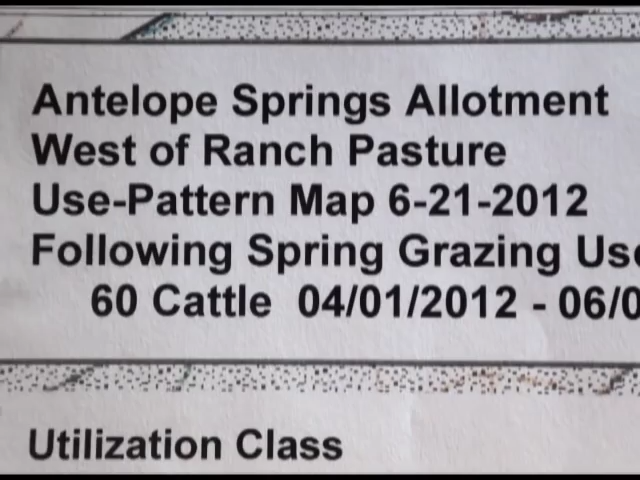 Antelope Springs Allotment
West of Ranch Pasture
Use-Pattern Map 6-21-2012
Following Spring Grazing
60 Cattle 04/01/2012 -
Utilization Class